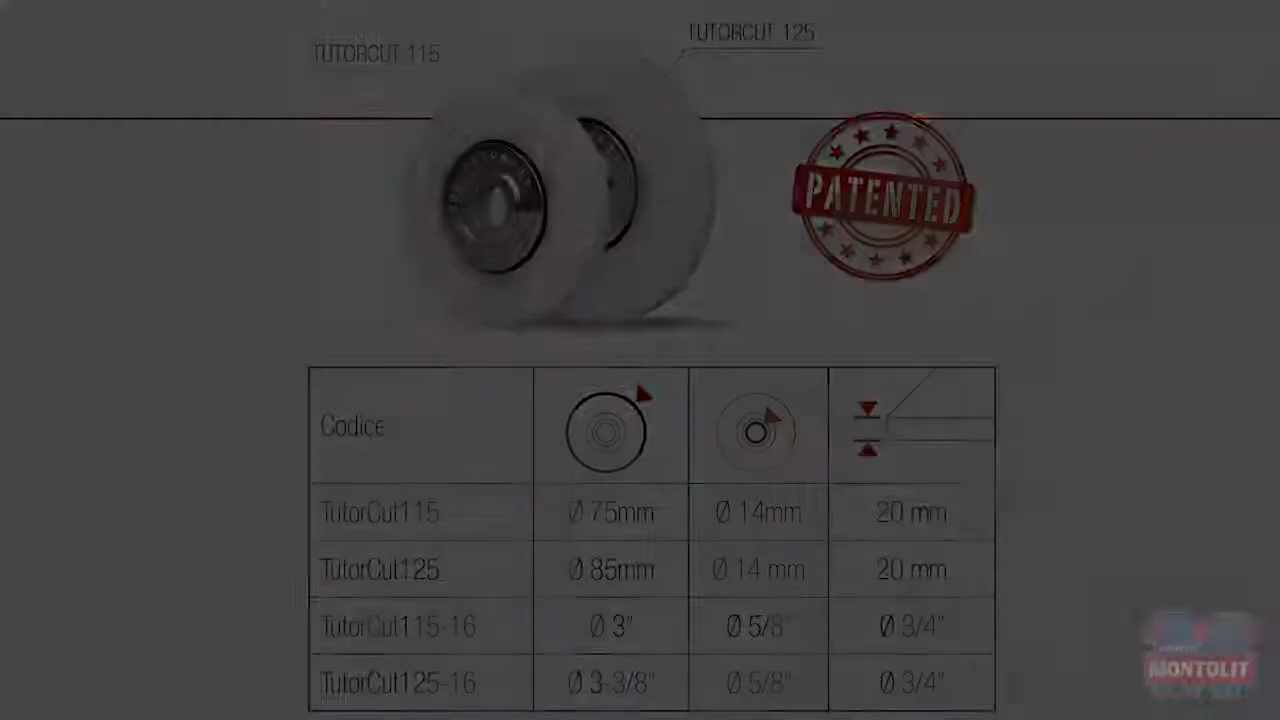 TUTORCUT 125
TUTORCUT 115
PATENTED
Codice
TutorCut115 Ø 75mm Ø 14mm 20 mm
TutorCut125 Ø 85mm Ø 14 mm 20 mm
TutorCut115-16 Ø 3" Ø 5/8" Ø 3/4"
TutorCut125-16 Ø 3-3/8" Ø 5/8" Ø 3/4"
MONTOLIT